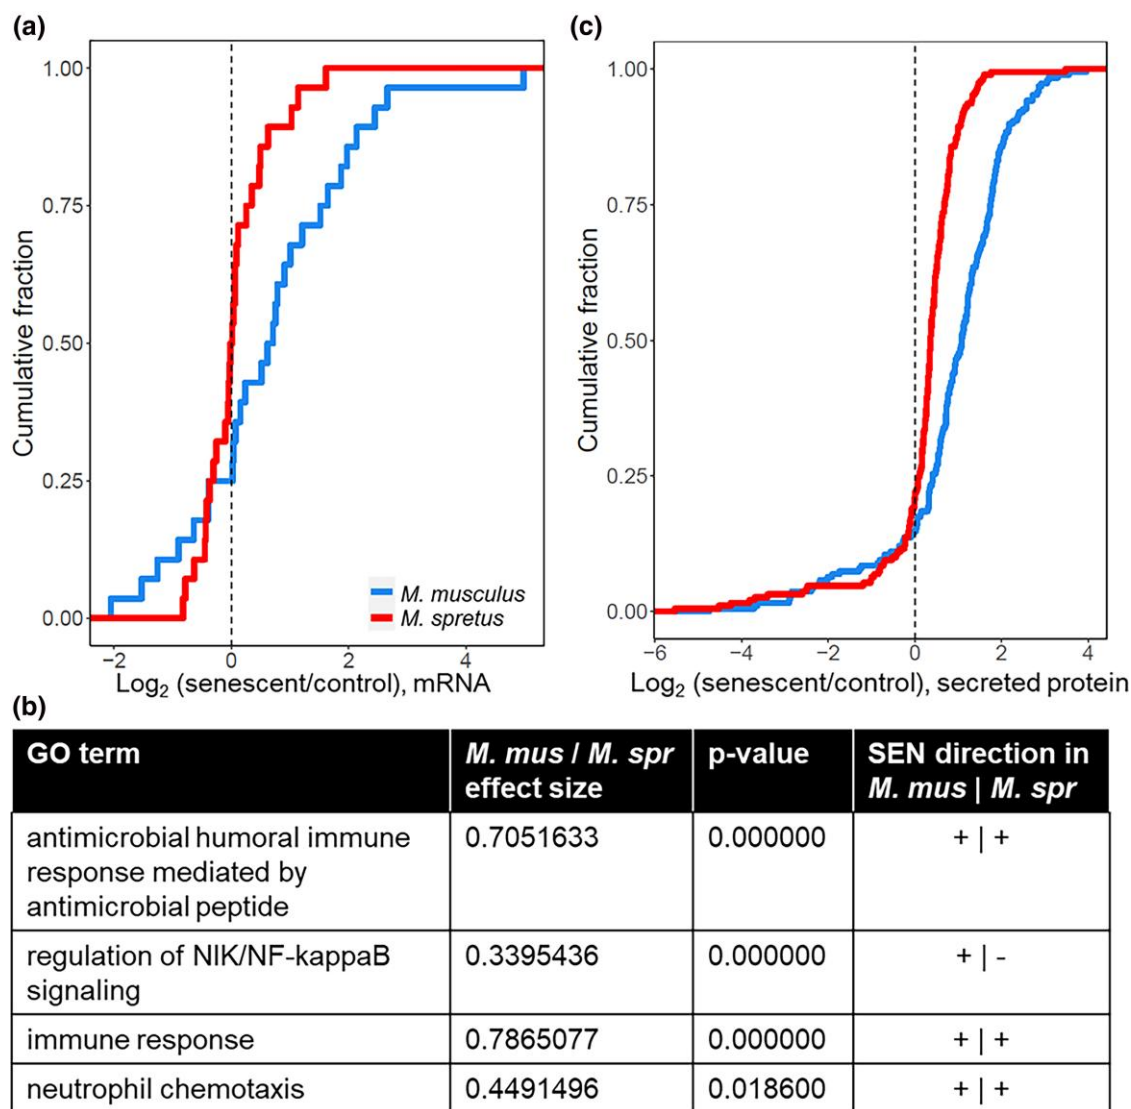 (a)
1.00
0.75
0.50
0.25
0.00
Cumulative fraction
M. musculus
M. spretus
−2 0 2 4
Log2 (senescent/control), mRNA
(c)
1.00
0.75
0.50
0.25
0.00
Cumulative fraction
−6 −4 −2 0 2 4
Log2 (senescent/control), secreted protein
(b)
GO term
M. mus / M. spr
effect size
p-value
SEN direction in
M. mus | M. spr
antimicrobial humoral immune
response mediated by
antimicrobial peptide
0.7051633
0.000000
+ | +
regulation of NIK/NF-kappaB
signaling
0.3395436
0.000000
+ | -
immune response
0.7865077
0.000000
+ | +
neutrophil chemotaxis
0.4491496
0.018600
+ | +